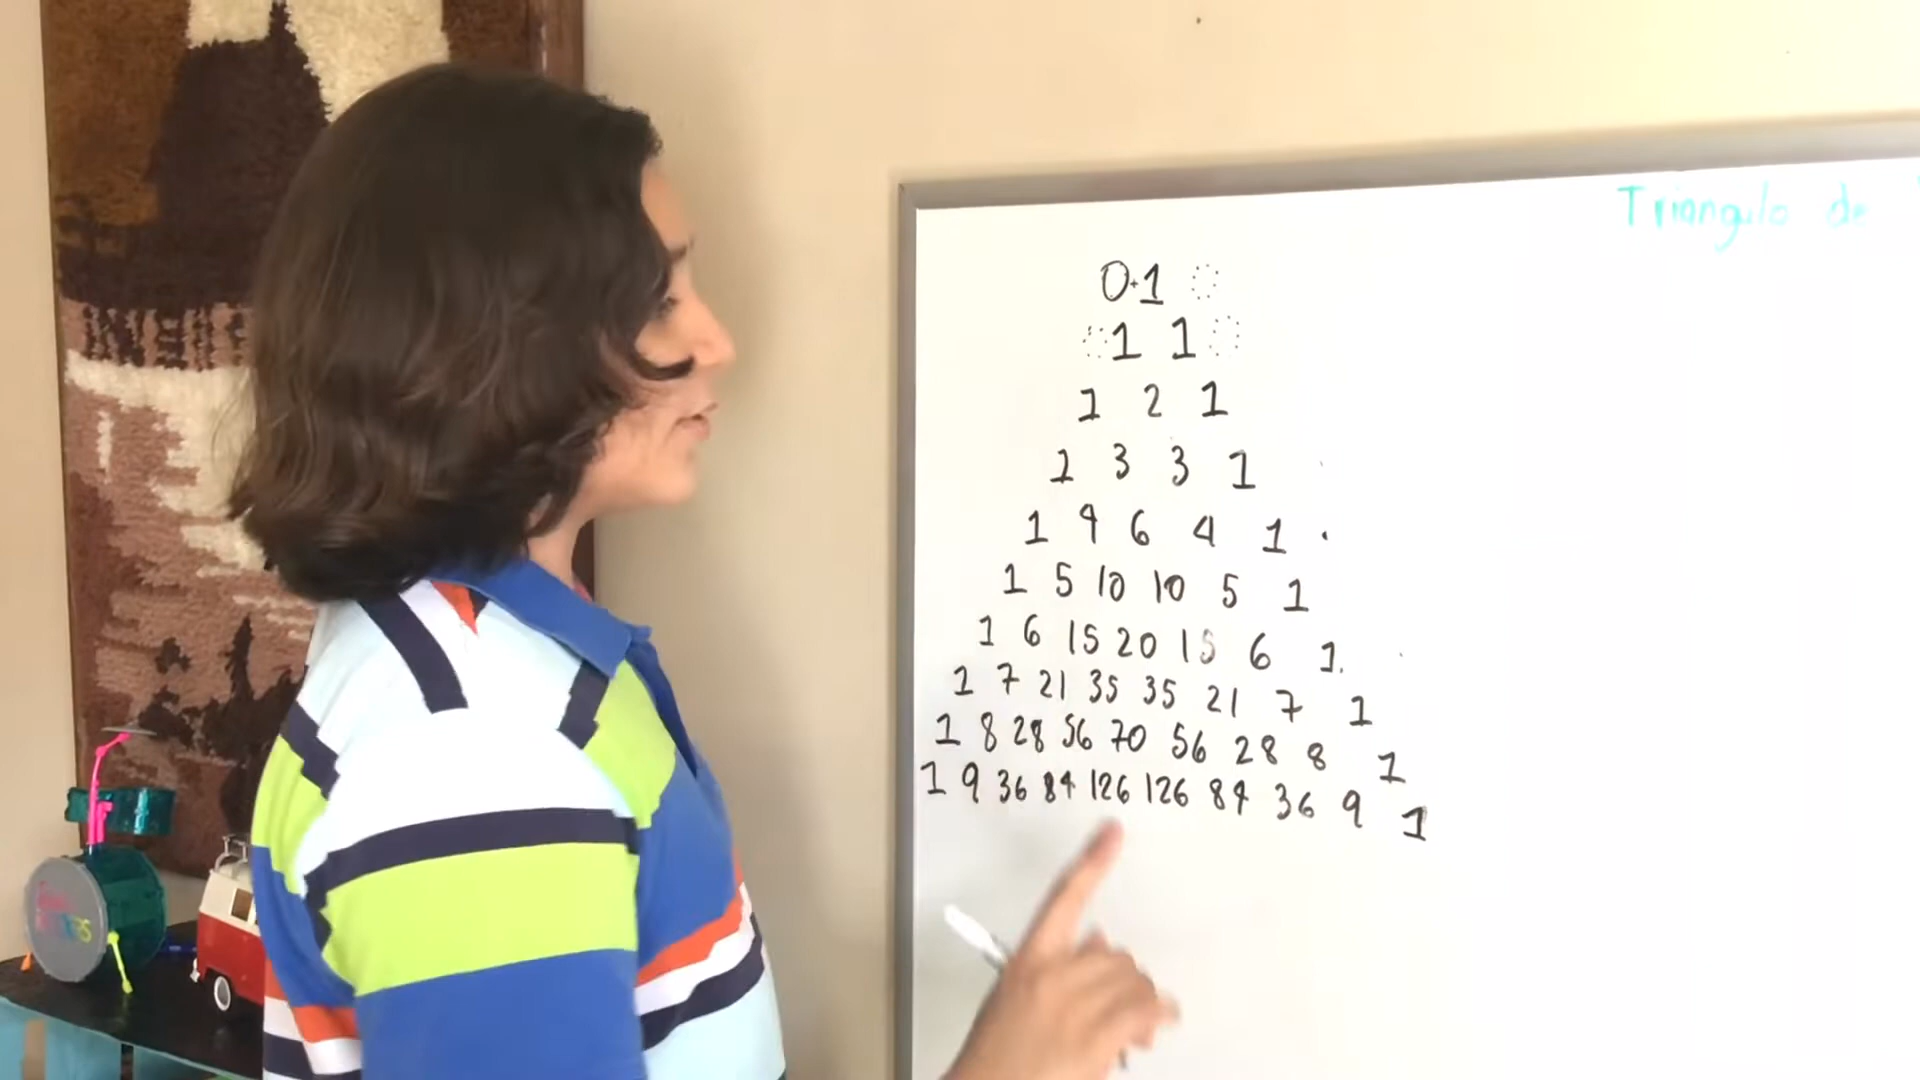 Triangulo de
0+1
1 1
1 2 1
1 3 3 1
1 4 6 4 1
1 5 10 10 5 1
1 6 15 20 15 6 1
1 7 21 35 35 21 7 1
1 8 28 56 70 56 28 8 1
1 9 36 84 126 126 84 36 9 1